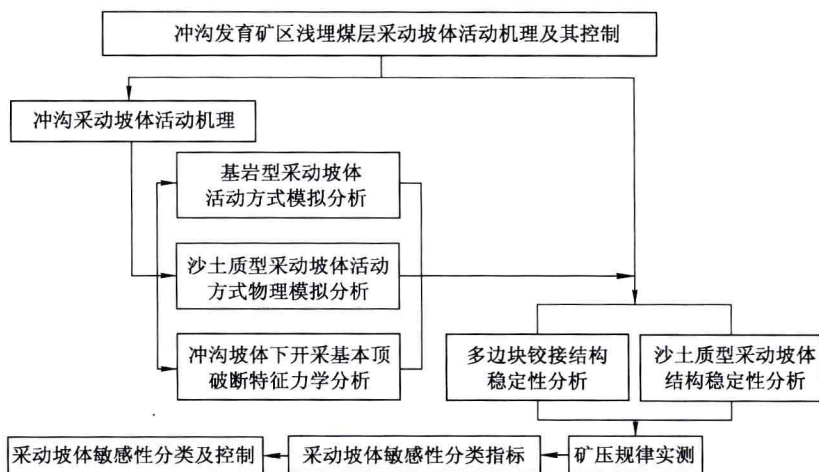 冲沟发育矿区浅埋煤层采动坡体活动机理及其控制
冲沟采动坡体活动机理
基岩型采动坡体
活动方式模拟分析
沙土质型采动坡体活动
方式物理模拟分析
冲沟坡体下开采基本顶
破断特征力学分析
多边块铰接结构
稳定性分析
沙土质型采动坡体
结构稳定性分析
矿压规律实测
采动坡体敏感性分类指标
采动坡体敏感性分类及控制